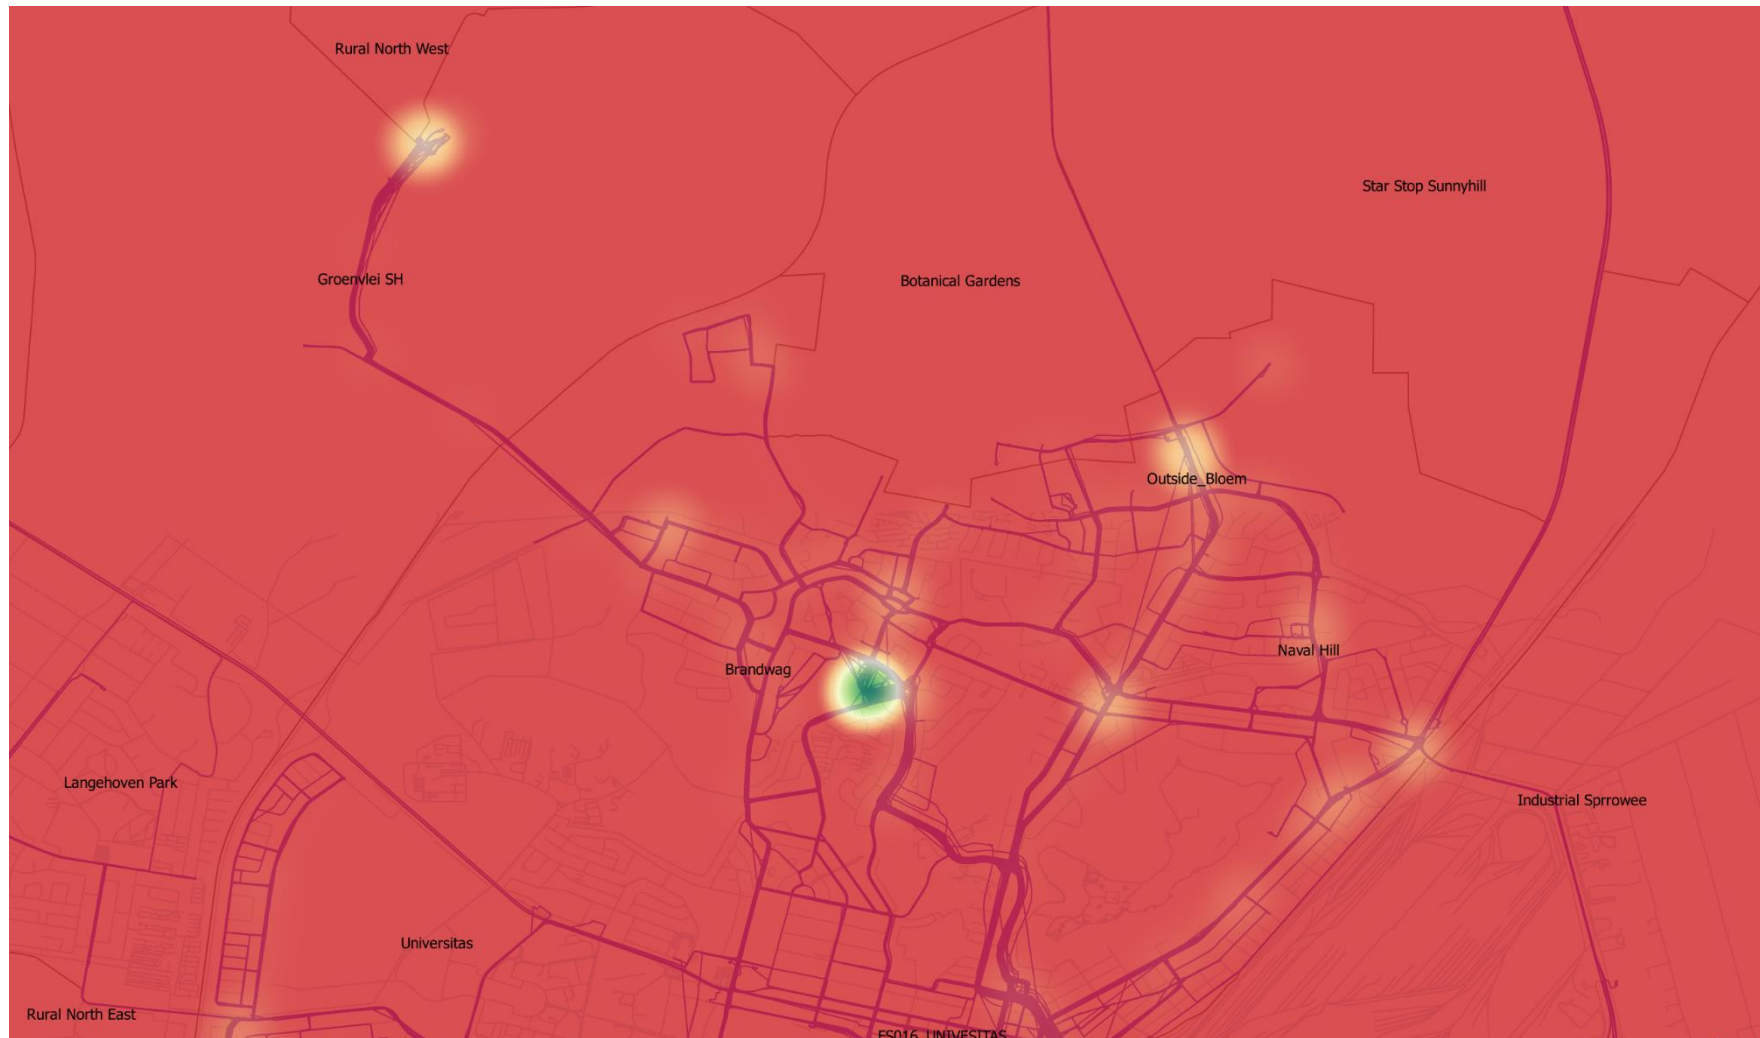 Rural North West
Star Stop Sunnyhill
Groenvlei SH
Botanical Gardens
Outside_Bloem
Naval Hill
Brandwag
Langehoven Park
Industrial Sprrowee
Universitas
Rural North East
FS016_UNIVESITAS